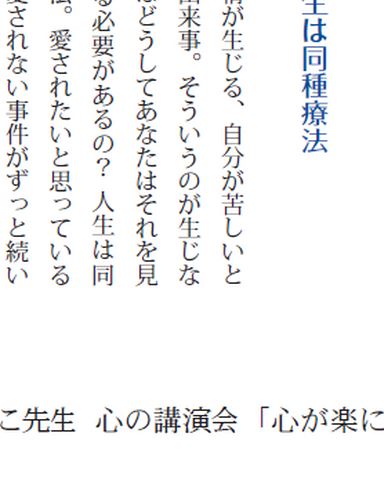 生は同種療法
情が生じる、自分が苦しいと
出来事。そういうのが生じな
はどうしてあなたはそれを見
る必要があるの？ 人生は同
法。愛されたいと思っている
愛されない事件がずっと続い
こ先生 心の講演会「心が楽に